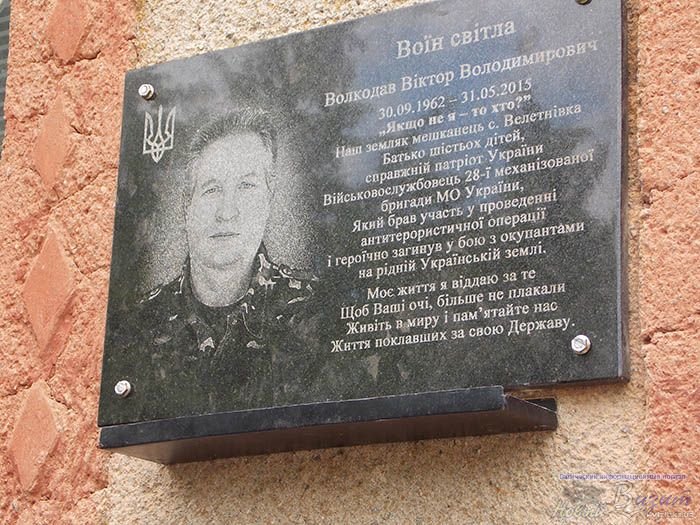 Воїн світла
Волкодав Віктор Володимирович
30.09.1962 – 31.05.2015
„Якщо не я – то хто?”
Наш земляк мешканець с. Велетнівка
Батько шістьох дітей,
справжній патріот України
Військовослужбовець 28-ї механізованої
бригади МО України,
Який брав участь у проведенні
антитерористичної операції
і героїчно загинув у бою з окупантами
на рідній Українській землі.
Моє життя я віддаю за те
Щоб Ваші очі, більше не плакали
Живіть в миру і пам’ятайте нас
Життя поклавших за свою Державу.